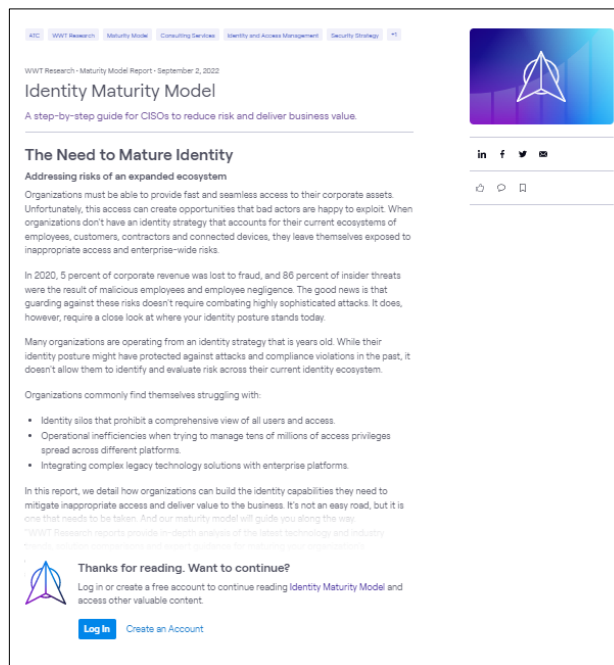 ATC WWT Research Maturity Model Consulting Services Identity and Access Management Security Strategy +1
WWT Research • Maturity Model Report • September 2, 2022
Identity Maturity Model
A step-by-step guide for CISOs to reduce risk and deliver business value.
The Need to Mature Identity
Addressing risks of an expanded ecosystem
Organizations must be able to provide fast and seamless access to their corporate assets.
Unfortunately, this access can create opportunities that bad actors are happy to exploit. When
organizations don't have an identity strategy that accounts for their current ecosystems of
employees, customers, contractors and connected devices, they leave themselves exposed to
inappropriate access and enterprise-wide risks.
In 2020, 5 percent of corporate revenue was lost to fraud, and 86 percent of insider threats
were the result of malicious employees and employee negligence. The good news is that
guarding against these risks doesn't require combating highly sophisticated attacks. It does,
however, require a close look at where your identity posture stands today.
Many organizations are operating from an identity strategy that is years old. While their
identity posture might have protected against attacks and compliance violations in the past, it
doesn't allow them to identify and evaluate risk across their current identity ecosystem.
Organizations commonly find themselves struggling with:
• Identity silos that prohibit a comprehensive view of all users and access.
• Operational inefficiencies when trying to manage tens of millions of access privileges
spread across different platforms.
• Integrating complex legacy technology solutions with enterprise platforms.
In this report, we detail how organizations can build the identity capabilities they need to
mitigate inappropriate access and deliver value to the business. It's not an easy road, but it is
one that needs to be taken. And our maturity model will guide you along the way.
"WWT Research reports provide in-depth analysis of the latest technology and industry
Thanks for reading. Want to continue?
Log in or create a free account to continue reading Identity Maturity Model and
access other valuable content.
Log In Create an Account